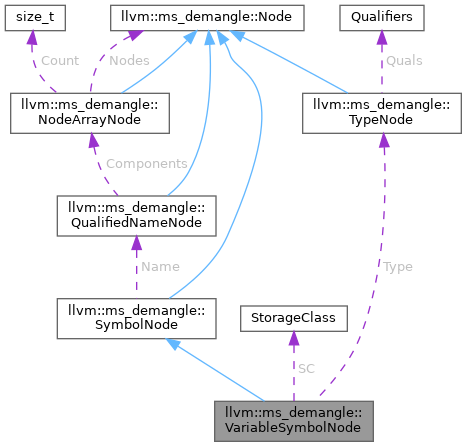 size_t
llvm::ms_demangle::Node
Qualifiers
Count
Nodes
Quals
llvm::ms_demangle::
NodeArrayNode
llvm::ms_demangle::
TypeNode
Components
llvm::ms_demangle::
QualifiedNameNode
Name
Type
llvm::ms_demangle::
SymbolNode
StorageClass
SC
llvm::ms_demangle::
VariableSymbolNode